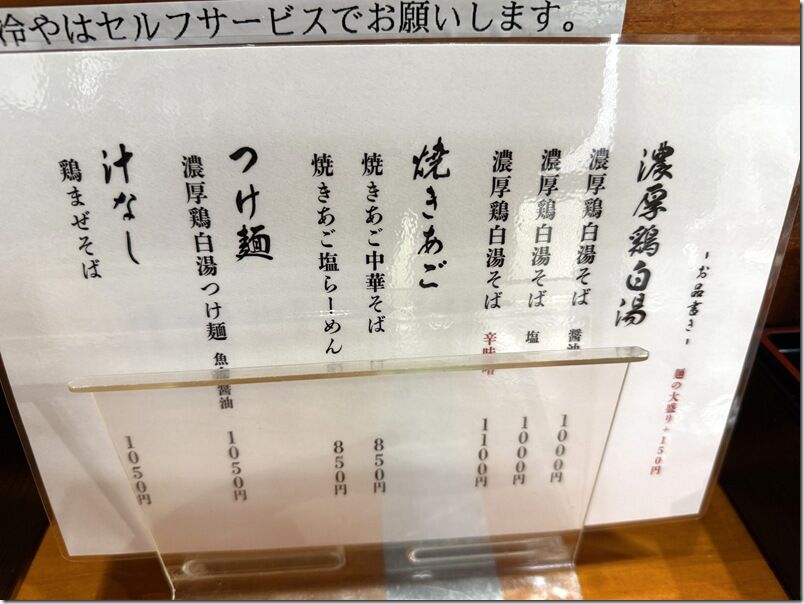 冷やはセルフサービスでお願いします。
-お品書き- 麺の大盛り+150円
濃厚鶏白湯
濃厚鶏白湯そば 醤油 1000円
濃厚鶏白湯そば 塩 1000円
濃厚鶏白湯そば 辛味噌 1100円
焼きあご
焼きあご中華そば 850円
焼きあご塩らーめん 850円
つけ麺
濃厚鶏白湯つけ麺 魚介醤油 1050円
汁なし
鶏まぜそば 1050円